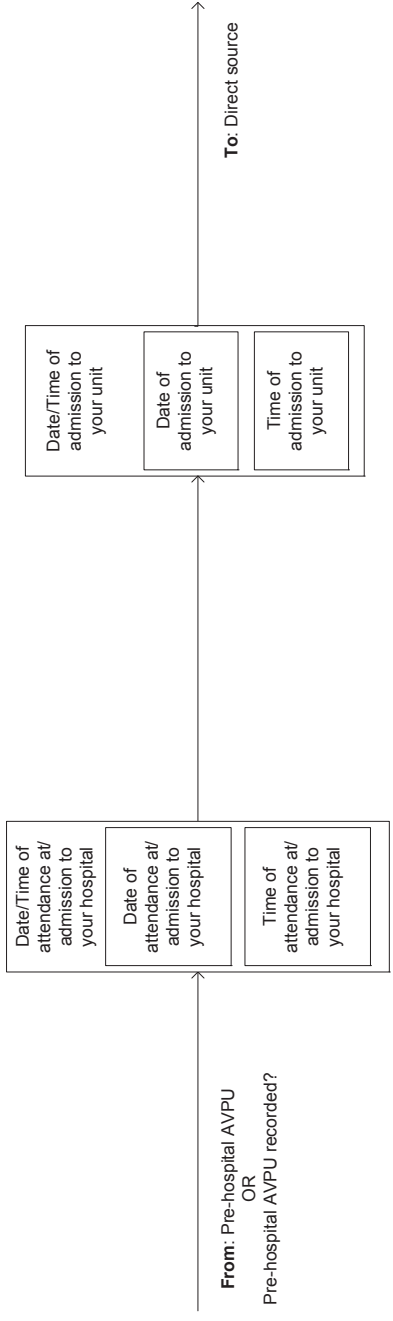 From: Pre-hospital AVPU
OR
Pre-hospital AVPU recorded?
Date/Time of
attendance at/
admission to
your hospital
Date of
attendance at/
admission to
your hospital
Time of
attendance at/
admission to
your hospital
Date/Time of
admission to
your unit
Date of
admission to
your unit
Time of
admission to
your unit
To: Direct source